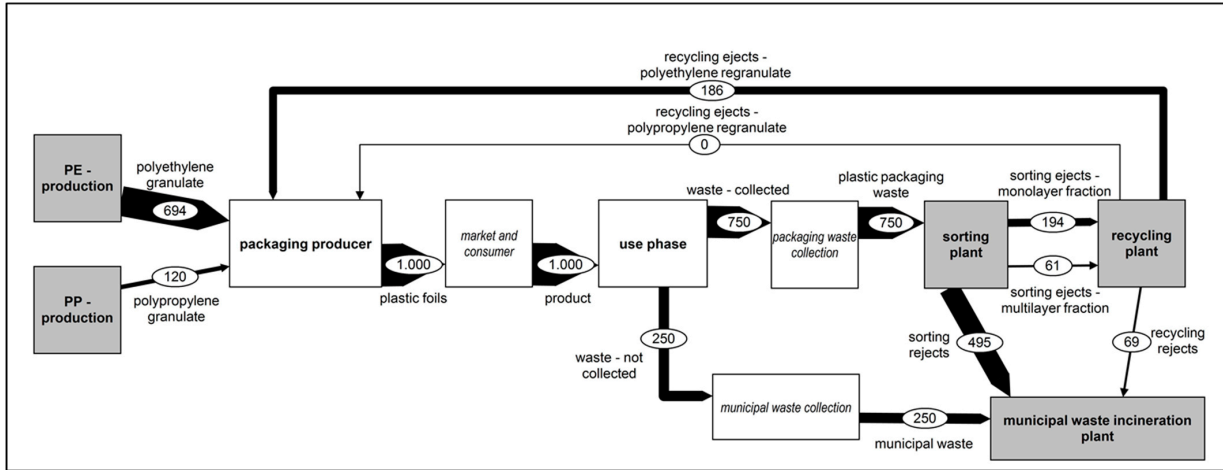 recycling ejects -
polyethylene regranulate
186
recycling ejects -
polypropylene regranulate
0
PE -
production
polyethylene
granulate
694
PP -
production
120
polypropylene
granulate
packaging producer
1.000
plastic foils
market and
consumer
1.000
product
use phase
waste - collected
750
packaging waste
collection
plastic packaging
waste
750
sorting
plant
sorting ejects -
monolayer fraction
194
61
sorting ejects -
multilayer fraction
recycling
plant
250
waste - not
collected
municipal waste collection
250
municipal waste
sorting
rejects
495
69
recycling
rejects
municipal waste incineration
plant